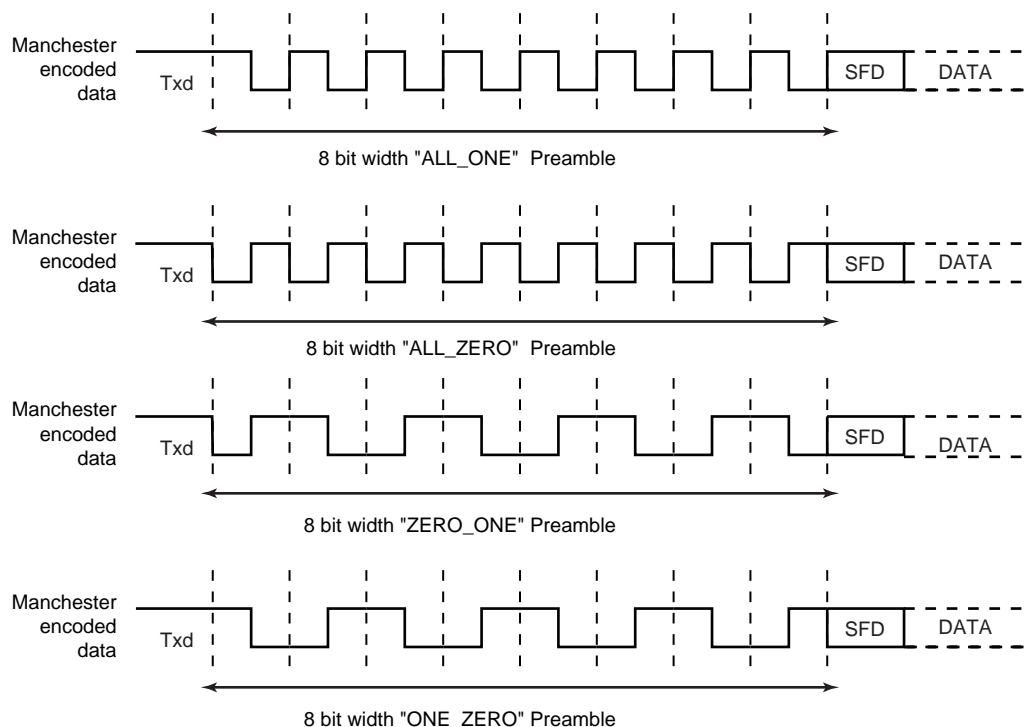 Manchester
encoded
data
Txd
SFD
DATA
8 bit width "ALL_ONE" Preamble
Manchester
encoded
data
Txd
SFD
DATA
8 bit width "ALL_ZERO" Preamble
Manchester
encoded
data
Txd
SFD
DATA
8 bit width "ZERO_ONE" Preamble
Manchester
encoded
data
Txd
SFD
DATA
8 bit width "ONE_ZERO" Preamble